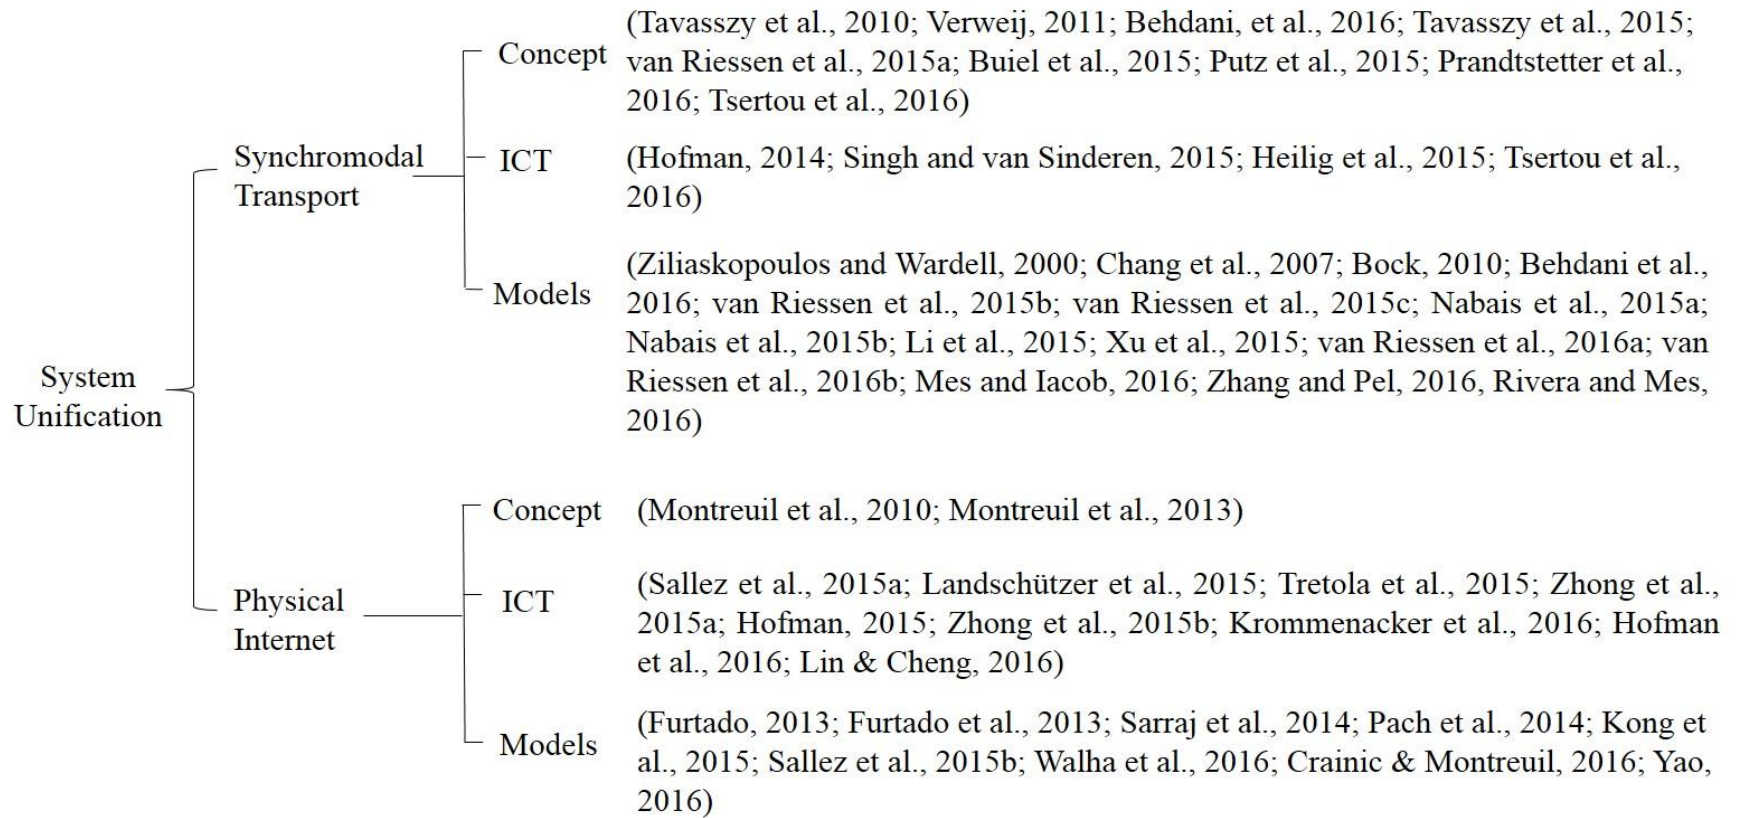 System
Unification
Synchromodal
Transport
Concept
(Tavasszy et al., 2010; Verweij, 2011; Behdani, et al., 2016; Tavasszy et al., 2015;
van Riessen et al., 2015a; Buiel et al., 2015; Putz et al., 2015; Prandtstetter et al.,
2016; Tsertou et al., 2016)
ICT
(Hofman, 2014; Singh and van Sinderen, 2015; Heilig et al., 2015; Tsertou et al.,
2016)
Models
(Ziliaskopoulos and Wardell, 2000; Chang et al., 2007; Bock, 2010; Behdani et al.,
2016; van Riessen et al., 2015b; van Riessen et al., 2015c; Nabais et al., 2015a;
Nabais et al., 2015b; Li et al., 2015; Xu et al., 2015; van Riessen et al., 2016a; van
Riessen et al., 2016b; Mes and Iacob, 2016; Zhang and Pel, 2016, Rivera and Mes,
2016)
Physical
Internet
Concept
(Montreuil et al., 2010; Montreuil et al., 2013)
ICT
(Sallez et al., 2015a; Landschützer et al., 2015; Tretola et al., 2015; Zhong et al.,
2015a; Hofman, 2015; Zhong et al., 2015b; Krommenacker et al., 2016; Hofman
et al., 2016; Lin & Cheng, 2016)
Models
(Furtado, 2013; Furtado et al., 2013; Sarraj et al., 2014; Pach et al., 2014; Kong et
al., 2015; Sallez et al., 2015b; Walha et al., 2016; Crainic & Montreuil, 2016; Yao,
2016)